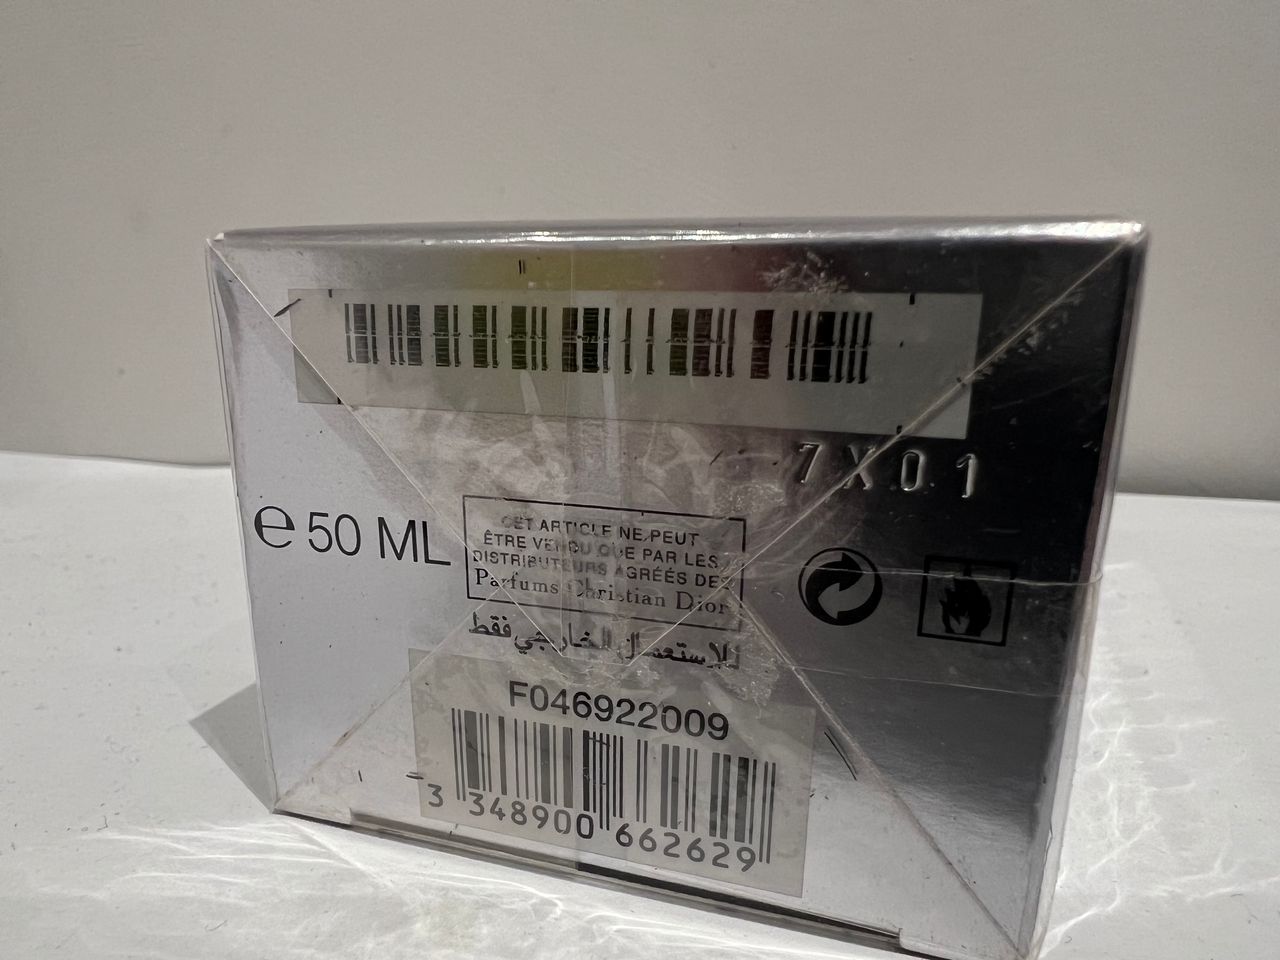 7X01
e 50 ML
CET ARTICLE NE PEUT
ÊTRE VENDU QUE PAR LES
DISTRIBUTEURS AGRÉÉS DES
Parfums Christian Dior
للإستعمال الخارجي فقط
F046922009
3 348900 662629